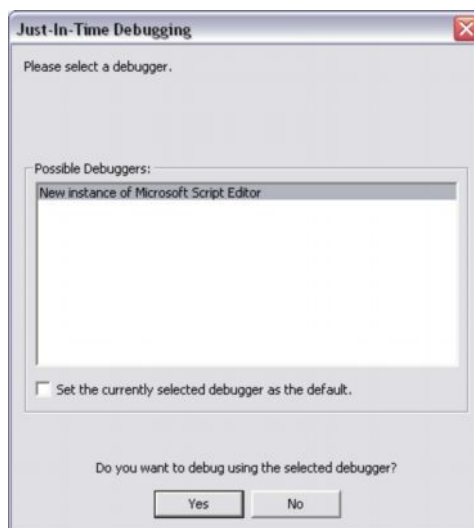 Just-In-Time Debugging
Please select a debugger.
Possible Debuggers:
New instance of Microsoft Script Editor
Set the currently selected debugger as the default.
Do you want to debug using the selected debugger?
Yes
No